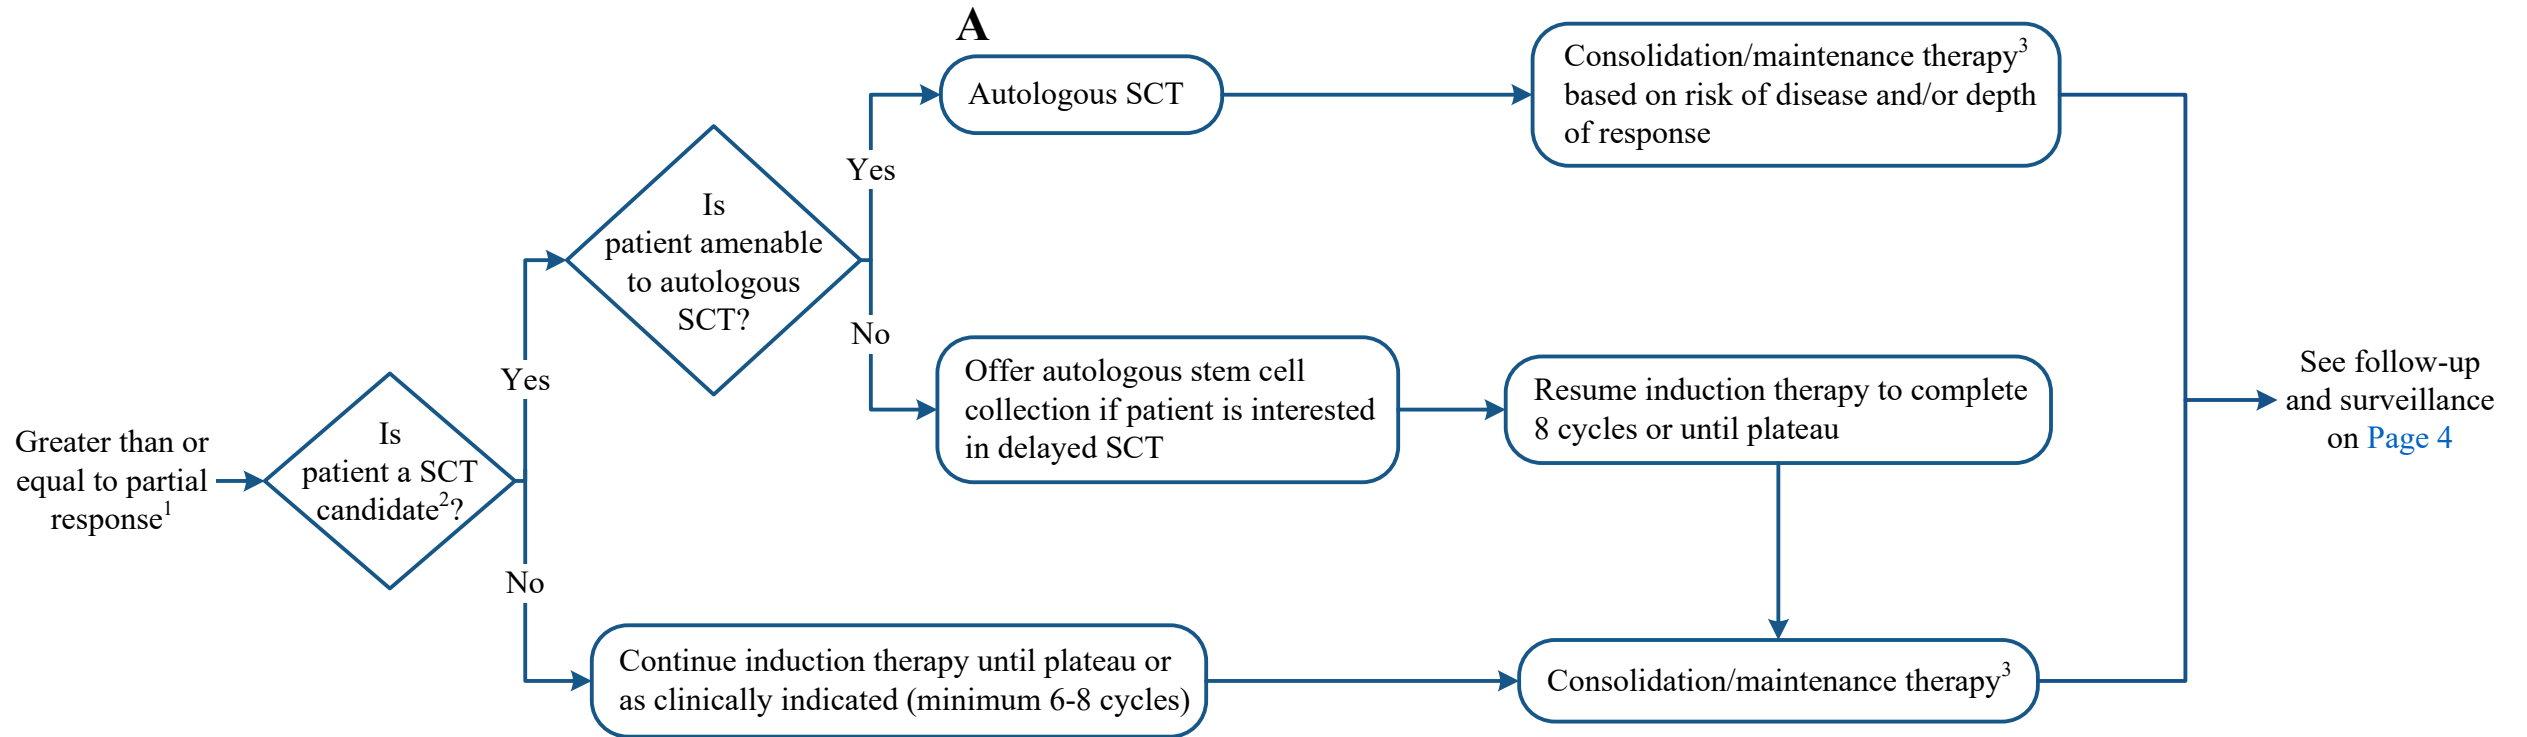 Greater than or
equal to partial
response¹
Is
patient a SCT
candidate²?
Yes
No
Is
patient amenable
to autologous
SCT?
Yes
No
A
Autologous SCT
Consolidation/maintenance therapy³
based on risk of disease and/or depth
of response
Offer autologous stem cell
collection if patient is interested
in delayed SCT
Resume induction therapy to complete
8 cycles or until plateau
Continue induction therapy until plateau or
as clinically indicated (minimum 6-8 cycles)
Consolidation/maintenance therapy³
See follow-up
and surveillance
on Page 4